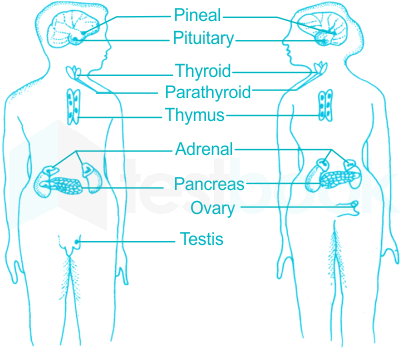 Pineal
Pituitary
Thyroid
Parathyroid
Thymus
Adrenal
Pancreas
Ovary
Testis